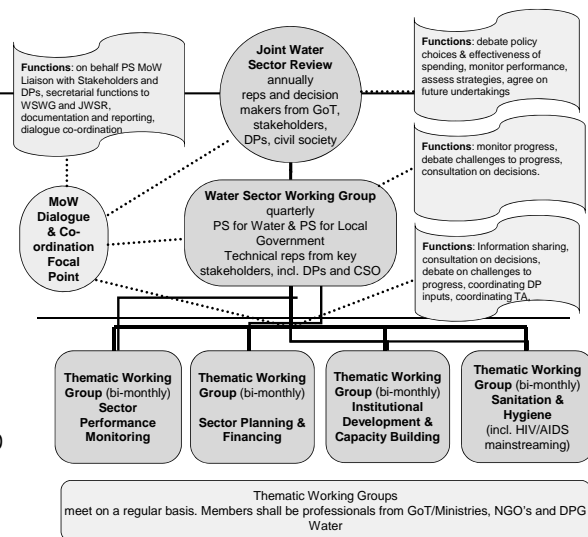 Functions: on behalf PS MoW
Liaison with Stakeholders and
DPs, secretarial functions to
WSWG and JWSR,
documentation and reporting,
dialogue co-ordination
Joint Water
Sector Review
annually
reps and decision
makers from GoT,
stakeholders,
DPs, civil society
Functions: debate policy
choices & effectiveness of
spending, monitor performance,
assess strategies, agree on
future undertakings
Functions: monitor progress,
debate challenges to progress,
consultation on decisions.
MoW
Dialogue
& Co-
ordination
Focal
Point
Water Sector Working Group
quarterly
PS for Water & PS for Local
Government
Technical reps from key
stakeholders, incl. DPs and CSO
Functions: Information sharing,
consultation on decisions,
debate on challenges to
progress, coordinating DP
inputs, coordinating TA,
Thematic Working
Group (bi-monthly)
Sector
Performance
Monitoring
Thematic Working
Group (bi-monthly)
Sector Planning &
Financing
Thematic Working
Group (bi-monthly)
Institutional
Development &
Capacity Building
Thematic Working
Group (bi-monthly)
Sanitation &
Hygiene
(incl. HIV/AIDS
mainstreaming)
)
Thematic Working Groups
meet on a regular basis. Members shall be professionals from GoT/Ministries, NGO's and DPG
Water